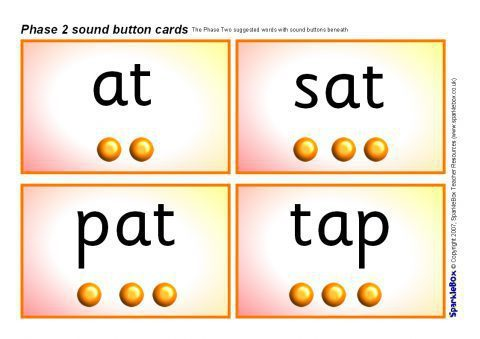 Phase 2 sound button cards The Phase Two suggested words with sound buttons beneath
at
sat
pat
tap
SparkleBox © Copyright 2007, SparkleBox Teacher Resources (www.sparklebox.co.uk)